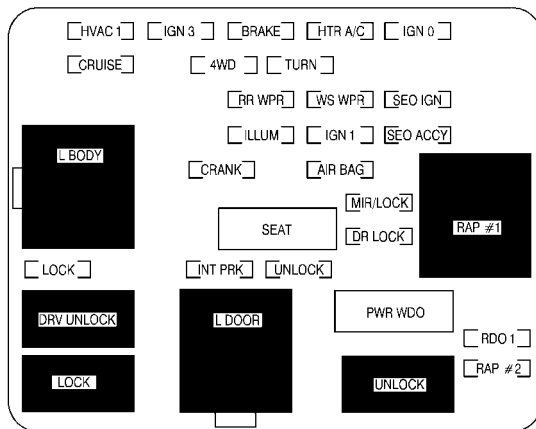 HVAC 1 IGN 3 BRAKE HTR A/C IGN 0
CRUISE 4WD TURN
RR WPR WS WPR SEO IGN
ILLUM IGN 1 SEO ACCY
L BODY
CRANK AIR BAG
MIR/LOCK
SEAT
RAP #1
DR LOCK
LOCK INT PRK UNLOCK
DRV UNLOCK L DOOR PWR WDO
RDO 1
RAP #2
LOCK UNLOCK